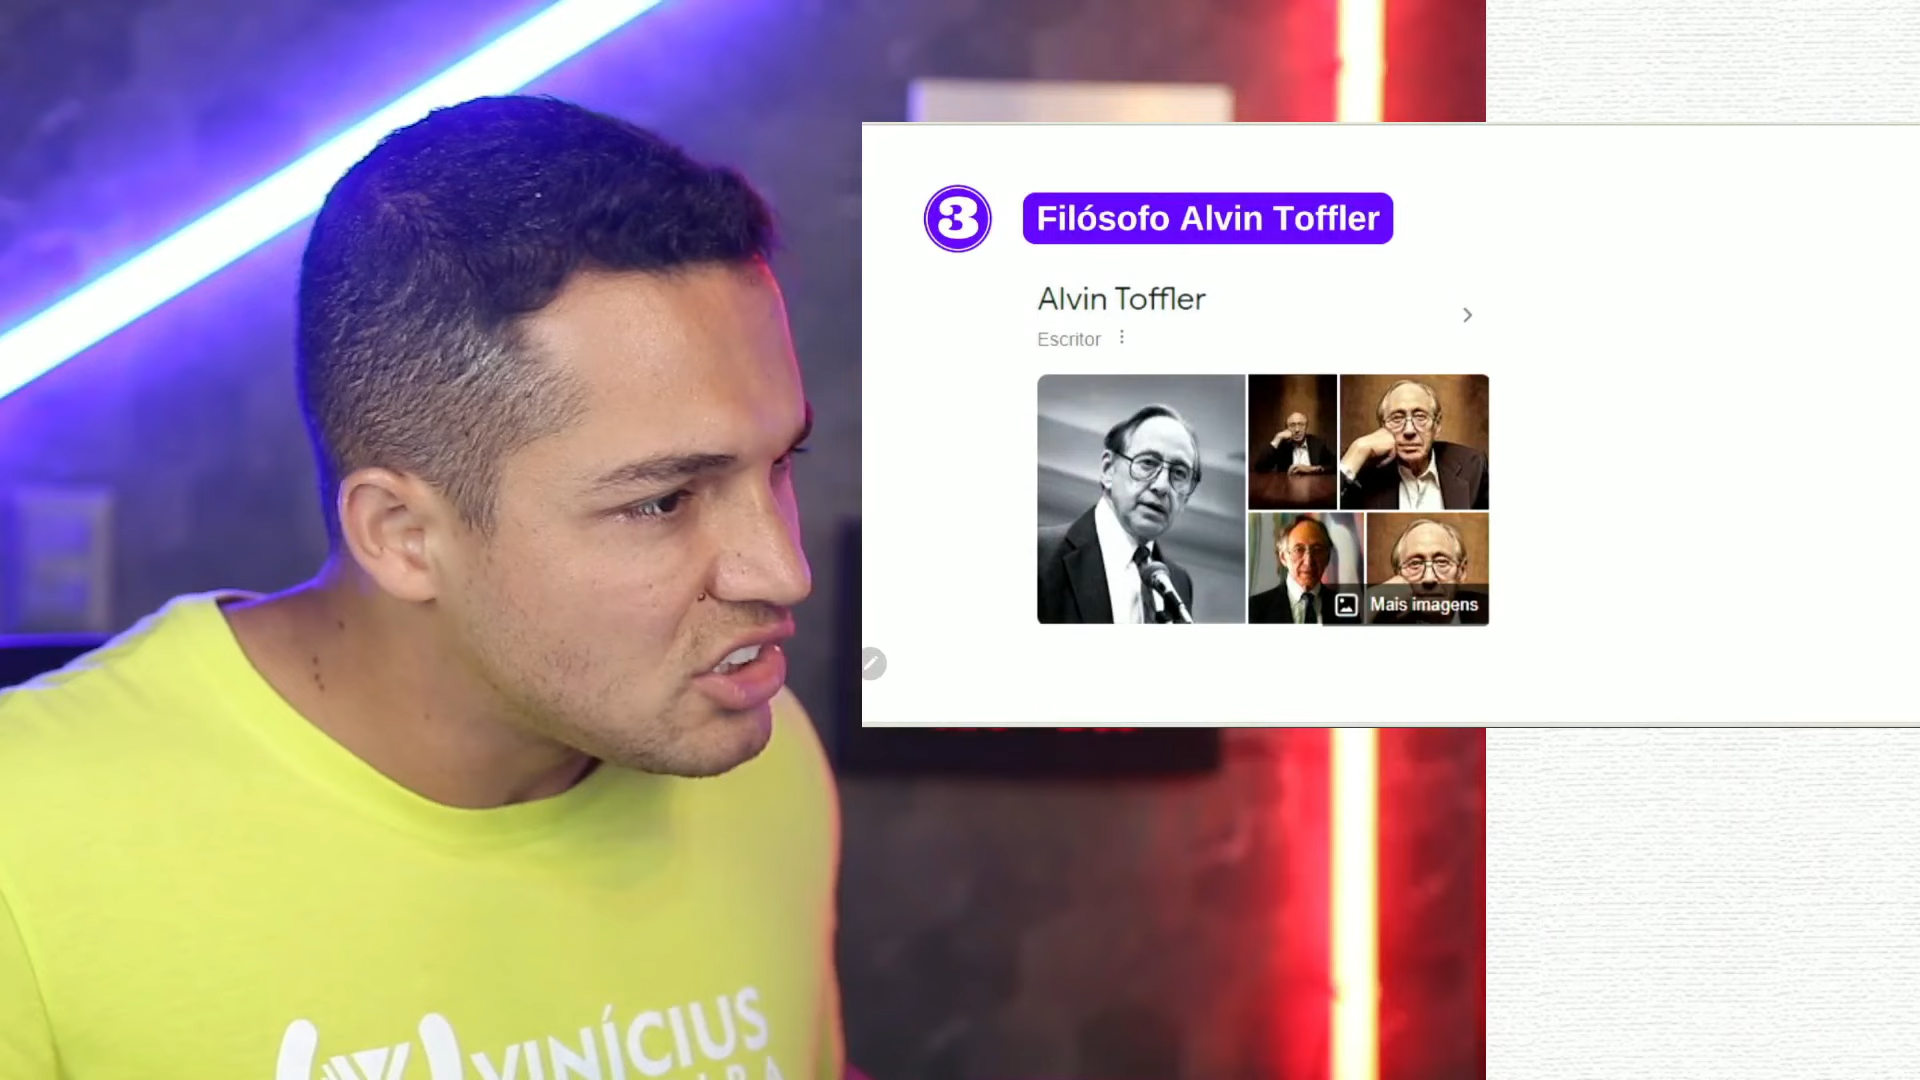 3 Filósofo Alvin Toffler
Alvin Toffler
Escritor
Mais imagens
VINÍCIUS